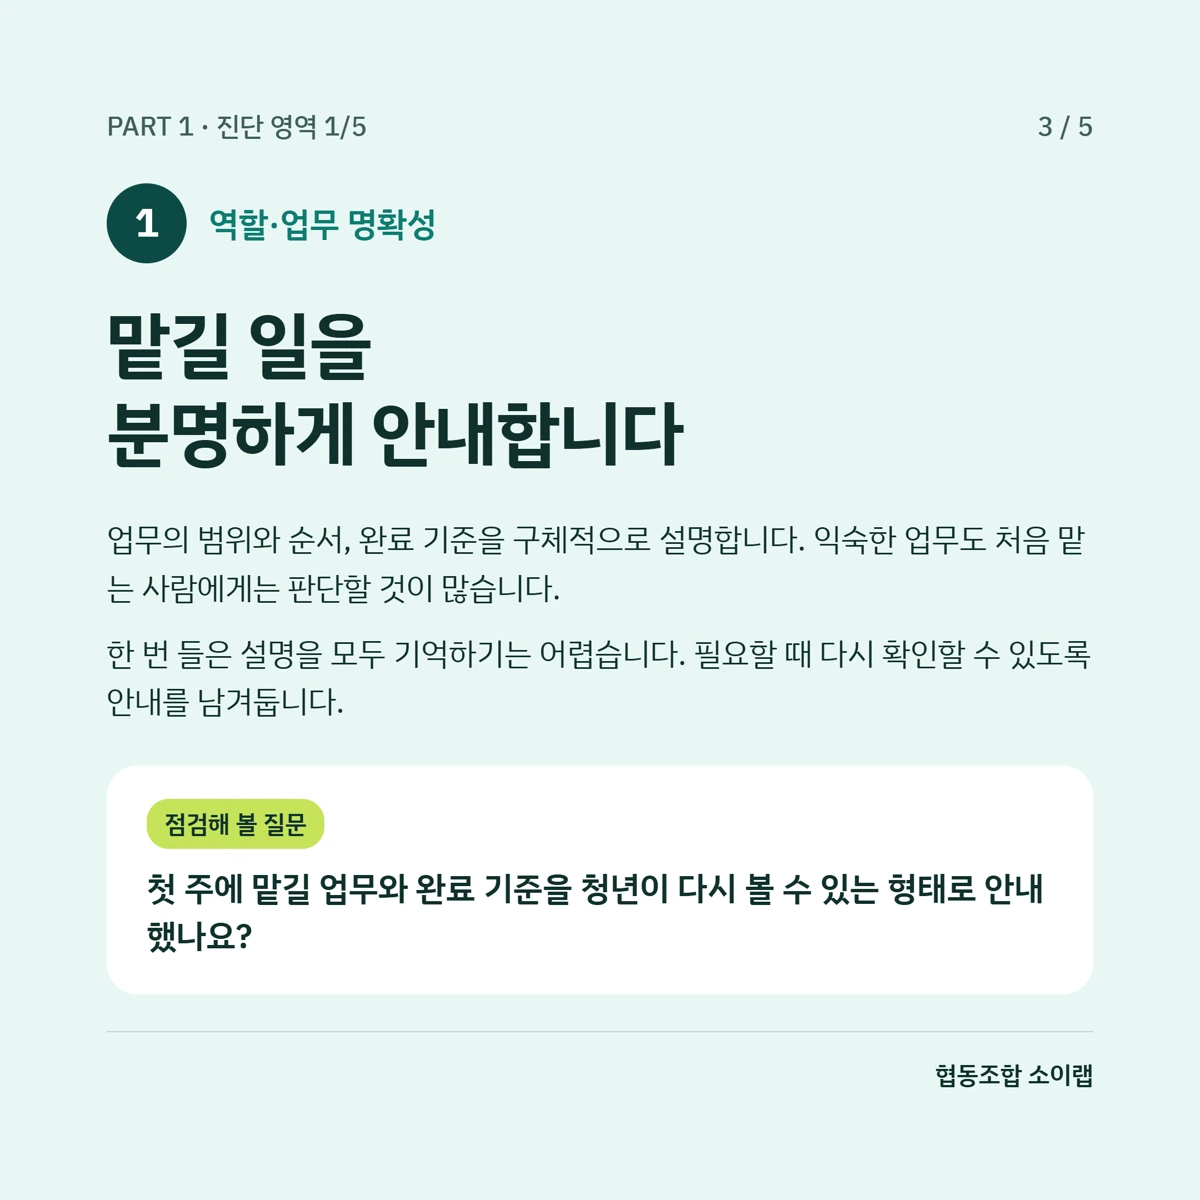 PART 1 · 진단 영역 1/5
3 / 5
1
역할·업무 명확성
맡길 일을
분명하게 안내합니다
업무의 범위와 순서, 완료 기준을 구체적으로 설명합니다. 익숙한 업무도 처음 맡
는 사람에게는 판단할 것이 많습니다.
한 번 들은 설명을 모두 기억하기는 어렵습니다. 필요할 때 다시 확인할 수 있도록
안내를 남겨둡니다.
점검해 볼 질문
첫 주에 맡길 업무와 완료 기준을 청년이 다시 볼 수 있는 형태로 안내
했나요?
협동조합 소이랩